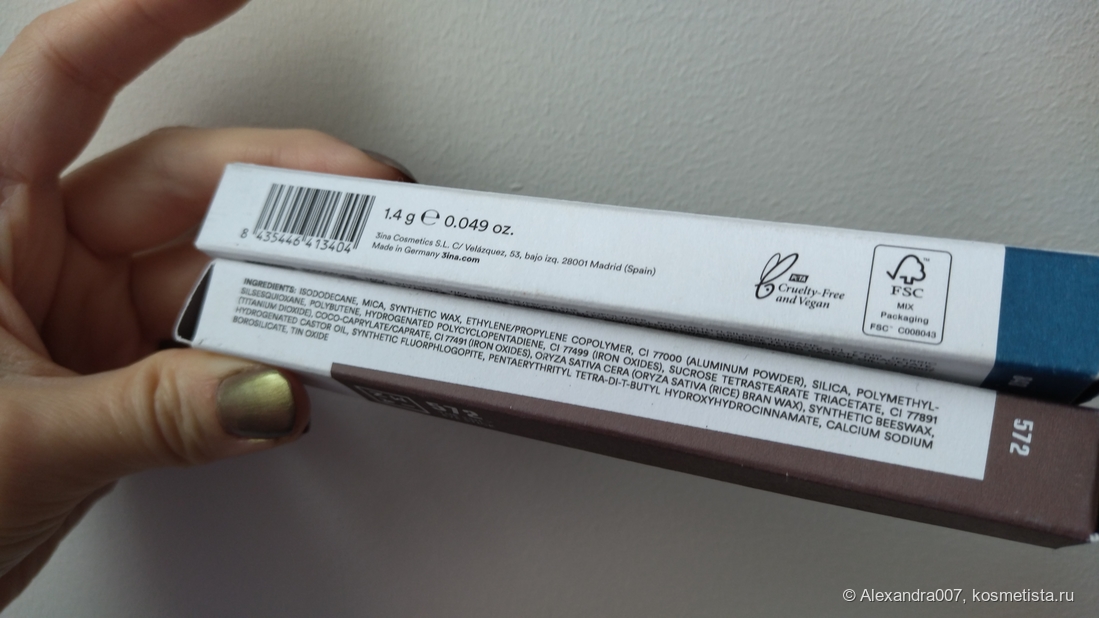 8 435446 413404
1.4 g ℮ 0.049 oz.
3ina Cosmetics S.L. C/ Velázquez, 53, bajo izq. 28001 Madrid (Spain)
Made in Germany 3ina.com
PETA
Cruelty-Free
and Vegan
FSC™
MIX
Packaging
FSC™ C008043
INGREDIENTS: ISODODECANE, MICA, SYNTHETIC WAX, ETHYLENE/PROPYLENE COPOLYMER, CI 77000 (ALUMINUM POWDER), SILICA, POLYMETHYL-
SILSESQUIOXANE, POLYBUTENE, HYDROGENATED POLYCYCLOPENTADIENE, CI 77499 (IRON OXIDES), SUCROSE TETRASTEARATE TRIACETATE, CI 77891
(TITANIUM DIOXIDE), COCO-CAPRYLATE/CAPRATE, CI 77491 (IRON OXIDES), ORYZA SATIVA CERA (ORYZA SATIVA (RICE) BRAN WAX), SYNTHETIC BEESWAX,
HYDROGENATED CASTOR OIL, SYNTHETIC FLUORPHLOGOPITE, PENTAERYTHRITYL TETRA-DI-T-BUTYL HYDROXYHYDROCINNAMATE, CALCIUM SODIUM
BOROSILICATE, TIN OXIDE
572
572
© Alexandra007, kosmetista.ru